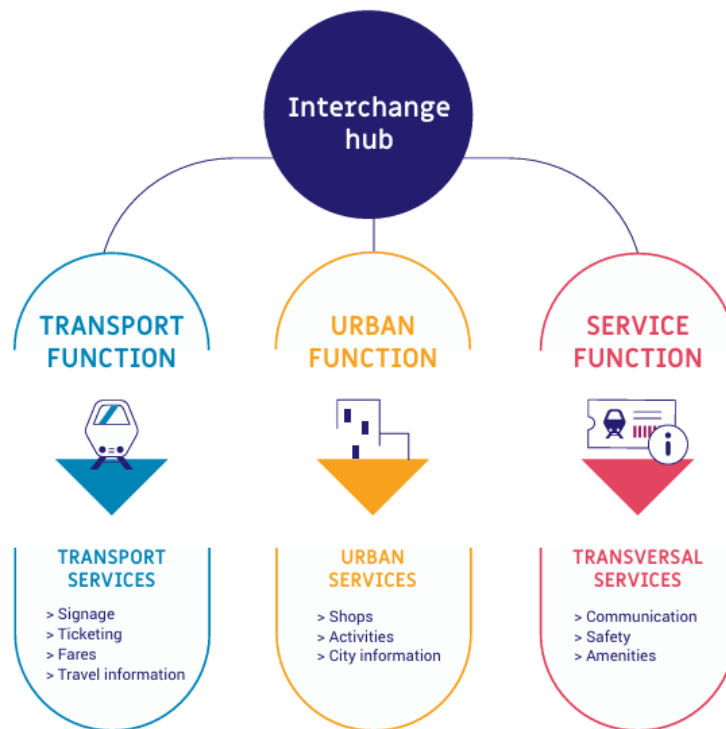 Interchange
hub
TRANSPORT
FUNCTION
URBAN
FUNCTION
SERVICE
FUNCTION
i
TRANSPORT
SERVICES
> Signage
> Ticketing
> Fares
> Travel information
URBAN
SERVICES
> Shops
> Activities
> City information
TRANSVERSAL
SERVICES
> Communication
> Safety
> Amenities